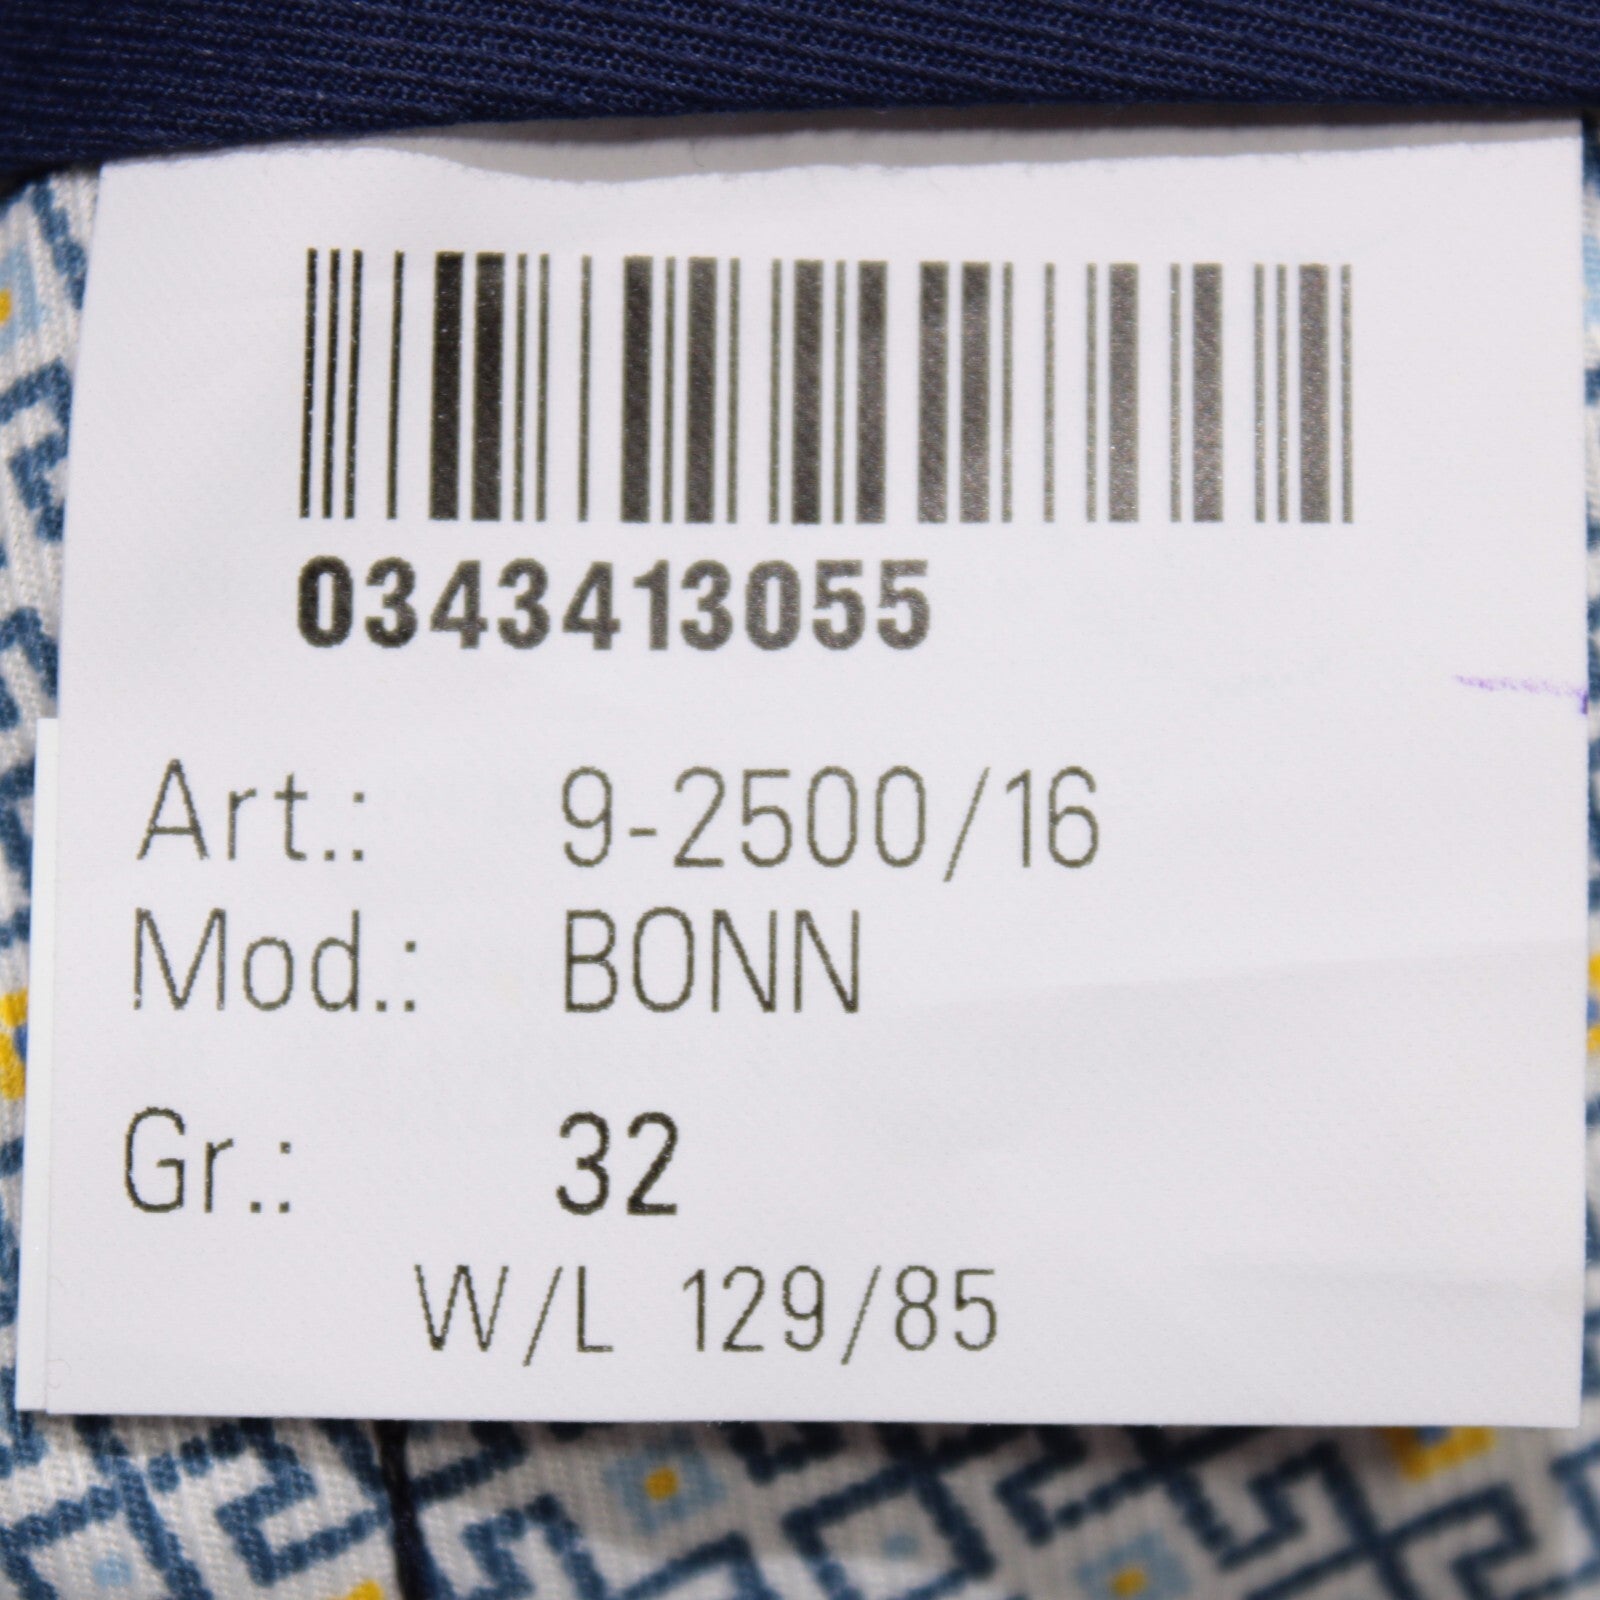 0343413055
Art.: 9-2500/16
Mod.: BONN
Gr.: 32
W/L 129/85